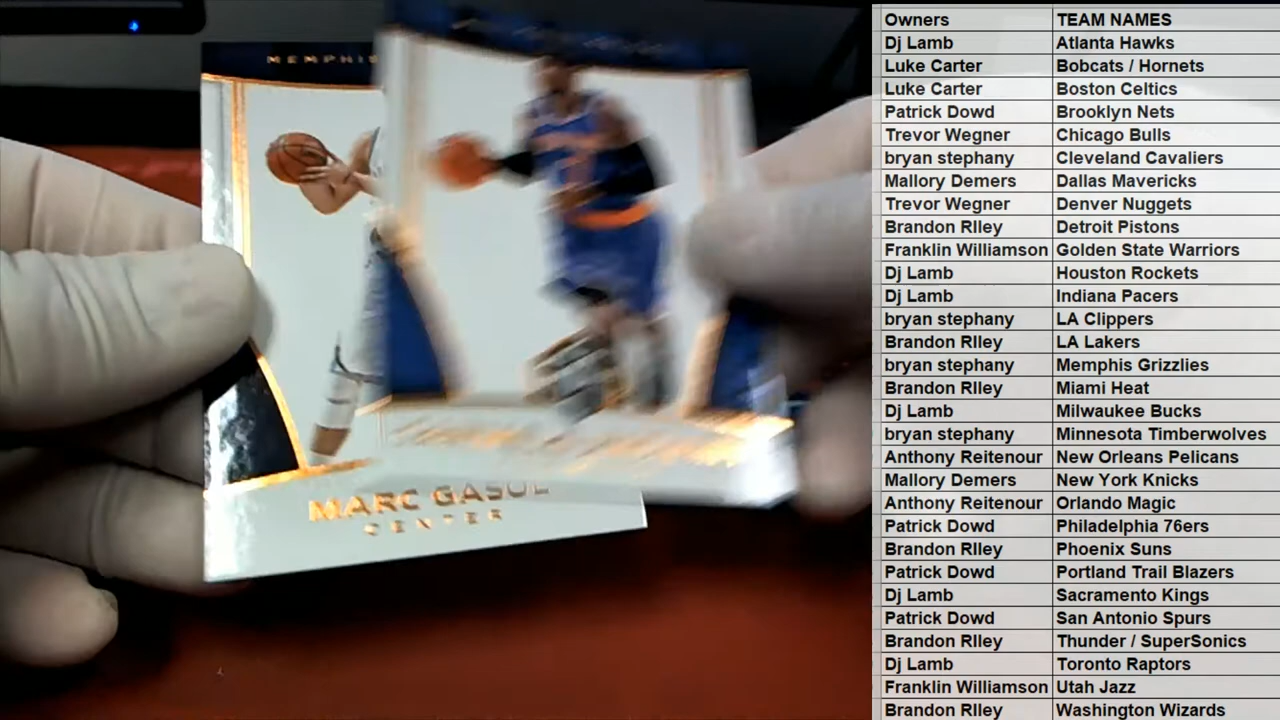 MEMPHIS
MARC GASOL
CENTER
Owners TEAM NAMES
Dj Lamb Atlanta Hawks
Luke Carter Bobcats / Hornets
Luke Carter Boston Celtics
Patrick Dowd Brooklyn Nets
Trevor Wegner Chicago Bulls
bryan stephany Cleveland Cavaliers
Mallory Demers Dallas Mavericks
Trevor Wegner Denver Nuggets
Brandon RIley Detroit Pistons
Franklin Williamson Golden State Warriors
Dj Lamb Houston Rockets
Dj Lamb Indiana Pacers
bryan stephany LA Clippers
Brandon RIley LA Lakers
bryan stephany Memphis Grizzlies
Brandon RIley Miami Heat
Dj Lamb Milwaukee Bucks
bryan stephany Minnesota Timberwolves
Anthony Reitenour New Orleans Pelicans
Mallory Demers New York Knicks
Anthony Reitenour Orlando Magic
Patrick Dowd Philadelphia 76ers
Brandon RIley Phoenix Suns
Patrick Dowd Portland Trail Blazers
Dj Lamb Sacramento Kings
Patrick Dowd San Antonio Spurs
Brandon RIley Thunder / SuperSonics
Dj Lamb Toronto Raptors
Franklin Williamson Utah Jazz
Brandon RIley Washington Wizards